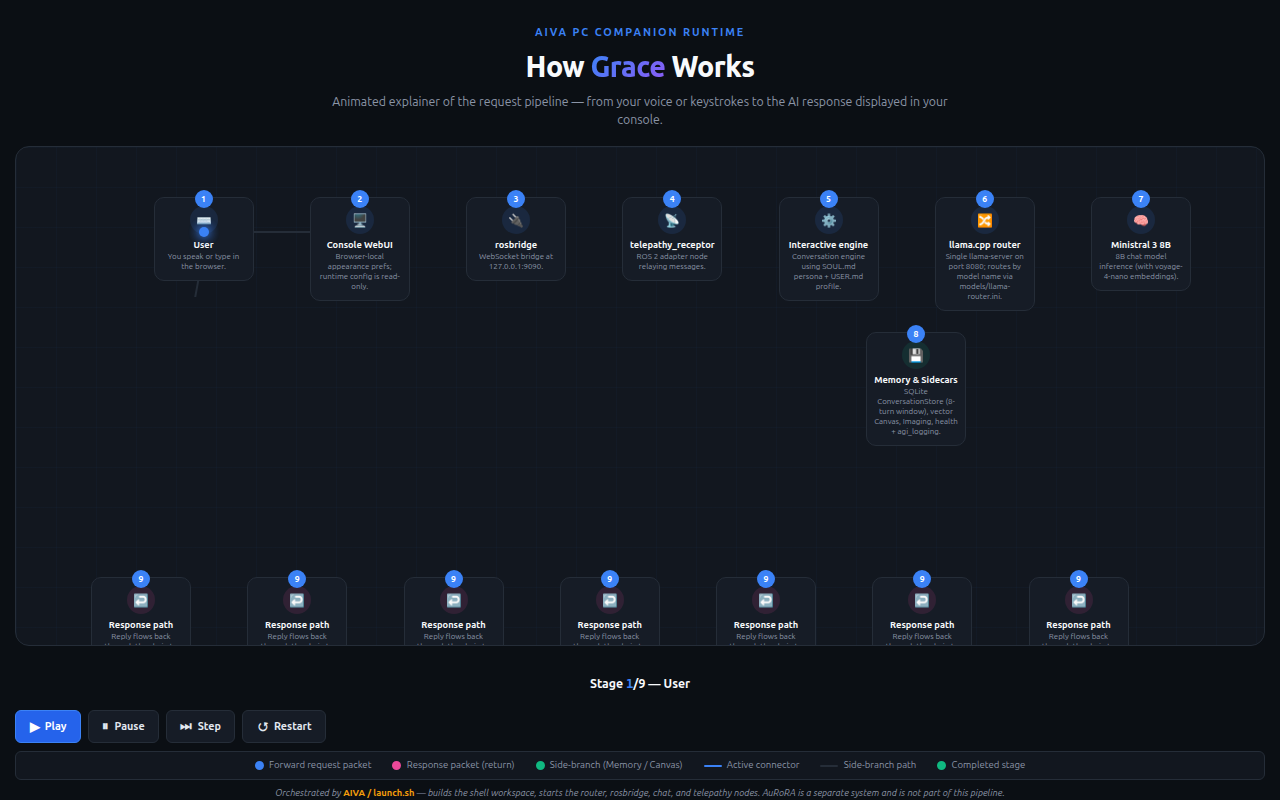 AIVA PC COMPANION RUNTIME
How Grace Works
Animated explainer of the request pipeline — from your voice or keystrokes to the AI response displayed in your
console.
1
User
You speak or type in
the browser.
2
Console WebUI
Browser-local
appearance prefs;
runtime config is read-
only.
3
rosbridge
WebSocket bridge at
127.0.0.1:9090.
4
telepathy_receptor
ROS 2 adapter node
relaying messages.
5
Interactive engine
Conversation engine
using SOUL.md
persona + USER.md
profile.
6
llama.cpp router
Single llama-server on
port 8080; routes by
model name via
models/llama-
router.ini.
7
Ministral 3 8B
8B chat model
inference (with voyage-
4-nano embeddings).
8
Memory & Sidecars
SQLite
ConversationStore (8-
turn window), vector
Canvas, Imaging, health
+ agi_logging.
9
Response path
Reply flows back
9
Response path
Reply flows back
9
Response path
Reply flows back
9
Response path
Reply flows back
9
Response path
Reply flows back
9
Response path
Reply flows back
9
Response path
Reply flows back
Stage 1/9 — User
Play
Pause
Step
Restart
Forward request packet
Response packet (return)
Side-branch (Memory / Canvas)
Active connector
Side-branch path
Completed stage
Orchestrated by AIVA / launch.sh — builds the shell workspace, starts the router, rosbridge, chat, and telepathy nodes. AuRoRA is a separate system and is not part of this pipeline.